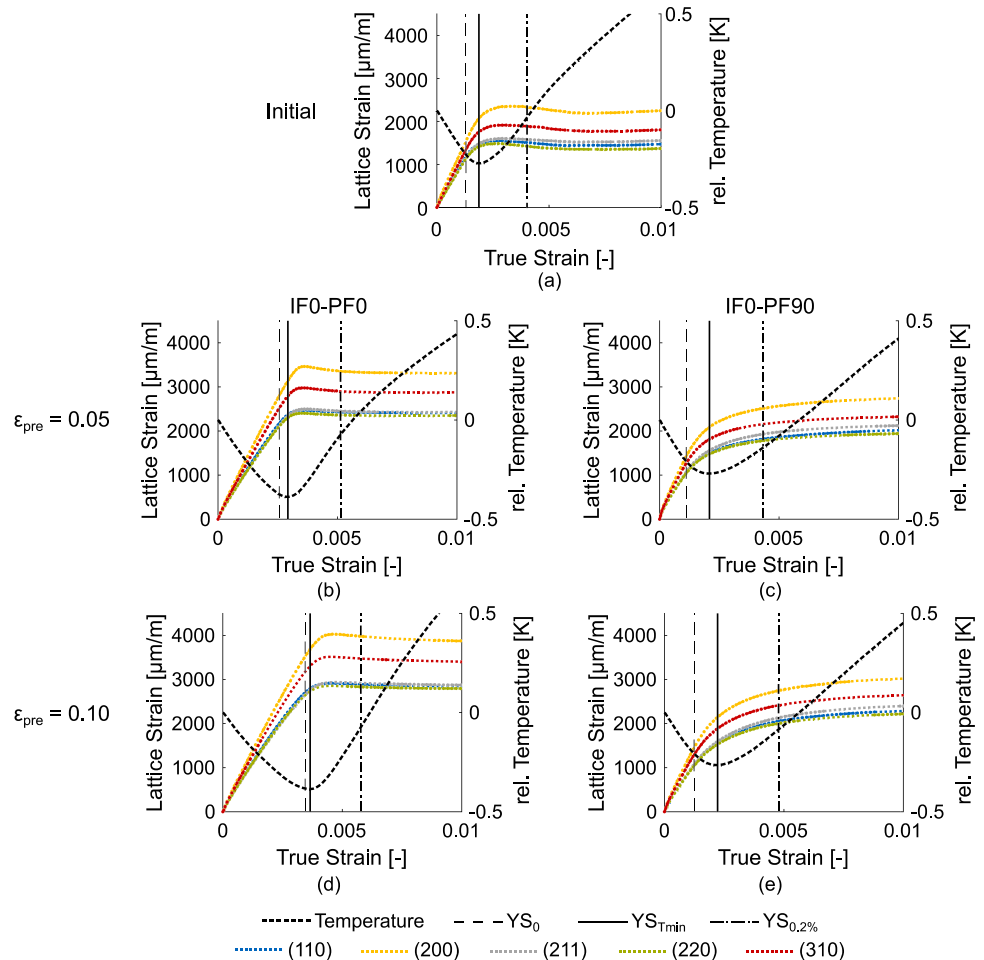 Initial
Lattice Strain [μm/m]
4000
3000
2000
1000
0
0.5
0
-0.5
rel. Temperature [K]
0 0.005 0.01
True Strain [-]
(a)
IF0-PF0
IF0-PF90
εpre = 0.05
Lattice Strain [μm/m]
4000
3000
2000
1000
0
0.5
0
-0.5
rel. Temperature [K]
0 0.005 0.01
True Strain [-]
(b)
Lattice Strain [μm/m]
4000
3000
2000
1000
0
0.5
0
-0.5
rel. Temperature [K]
0 0.005 0.01
True Strain [-]
(c)
εpre = 0.10
Lattice Strain [μm/m]
4000
3000
2000
1000
0
0.5
0
-0.5
rel. Temperature [K]
0 0.005 0.01
True Strain [-]
(d)
Lattice Strain [μm/m]
4000
3000
2000
1000
0
0.5
0
-0.5
rel. Temperature [K]
0 0.005 0.01
True Strain [-]
(e)
Temperature YS0 YSTmin YS0.2%
(110) (200) (211) (220) (310)